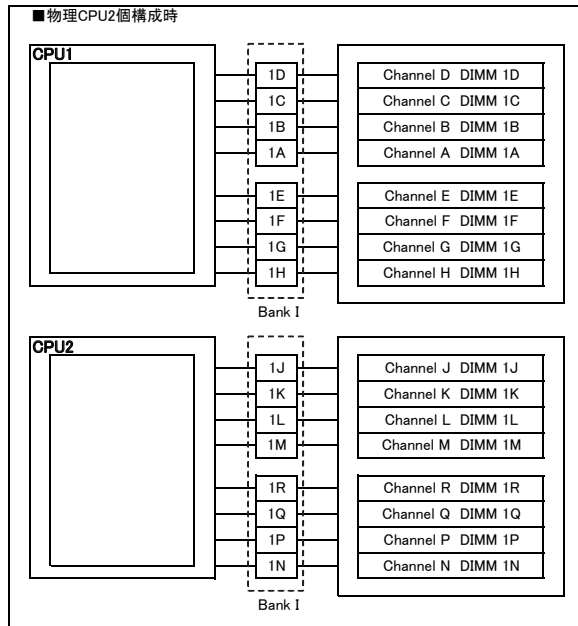 ■物理CPU2個構成時
CPU1
1D Channel D DIMM 1D
1C Channel C DIMM 1C
1B Channel B DIMM 1B
1A Channel A DIMM 1A
1E Channel E DIMM 1E
1F Channel F DIMM 1F
1G Channel G DIMM 1G
1H Channel H DIMM 1H
Bank I
CPU2
1J Channel J DIMM 1J
1K Channel K DIMM 1K
1L Channel L DIMM 1L
1M Channel M DIMM 1M
1R Channel R DIMM 1R
1Q Channel Q DIMM 1Q
1P Channel P DIMM 1P
1N Channel N DIMM 1N
Bank I